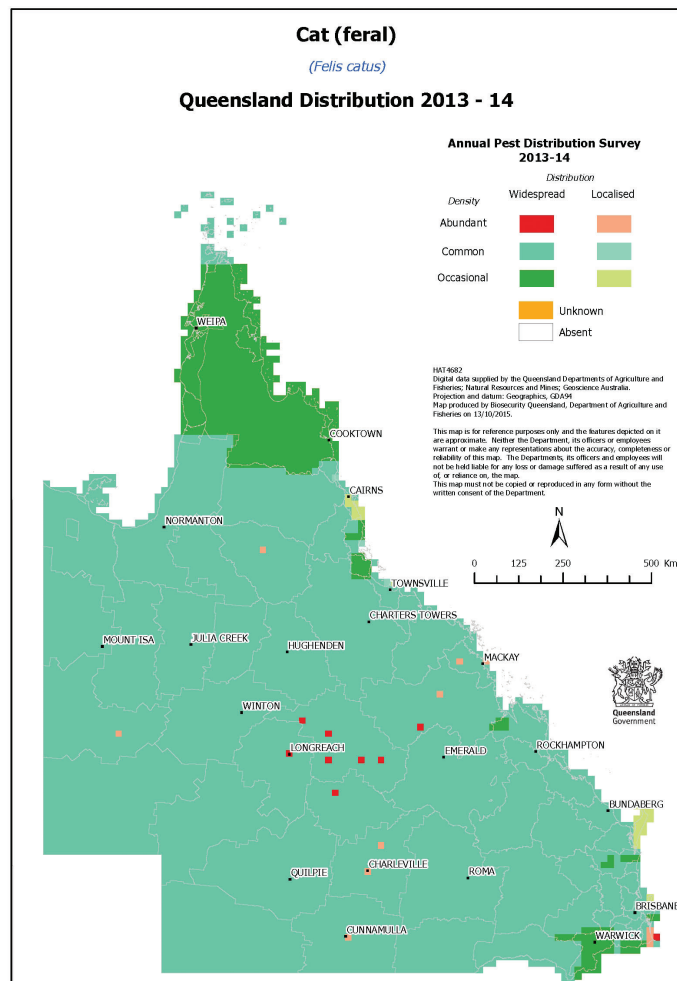 Cat (feral)
(Felis catus)
Queensland Distribution 2013 - 14
Annual Pest Distribution Survey
2013-14
Distribution
Density
Widespread
Localised
Abundant
Common
Occasional
Unknown
Absent
HAT4682
Digital data supplied by the Queensland Departments of Agriculture and
Fisheries; Natural Resources and Mines; Geoscience Australia.
Projection and datum: Geographics, GDA94
Map produced by Biosecurity Queensland, Department of Agriculture and
Fisheries on 13/10/2015.
This map is for reference purposes only and the features depicted on it
are approximate. Neither the Department, its officers or employees
warrant or make any representations about the accuracy, completeness or
reliability of this map. The Departments, its officers and employees will
not be held liable for any loss or damage suffered as a result of any use
of, or reliance on, the map.
This map must not be copied or reproduced in any form without the
written consent of the Department.
N
0 125 250 500 Km
WEIPA
COOKTOWN
CAIRNS
NORMANTON
TOWNSVILLE
CHARTERS TOWERS
MOUNT ISA
JULIA CREEK
HUGHENDEN
MACKAY
Queensland
Government
WINTON
LONGREACH
EMERALD
ROCKHAMPTON
BUNDABERG
QUILPIE
CHARLEVILLE
ROMA
BRISBANE
CUNNAMULLA
WARWICK